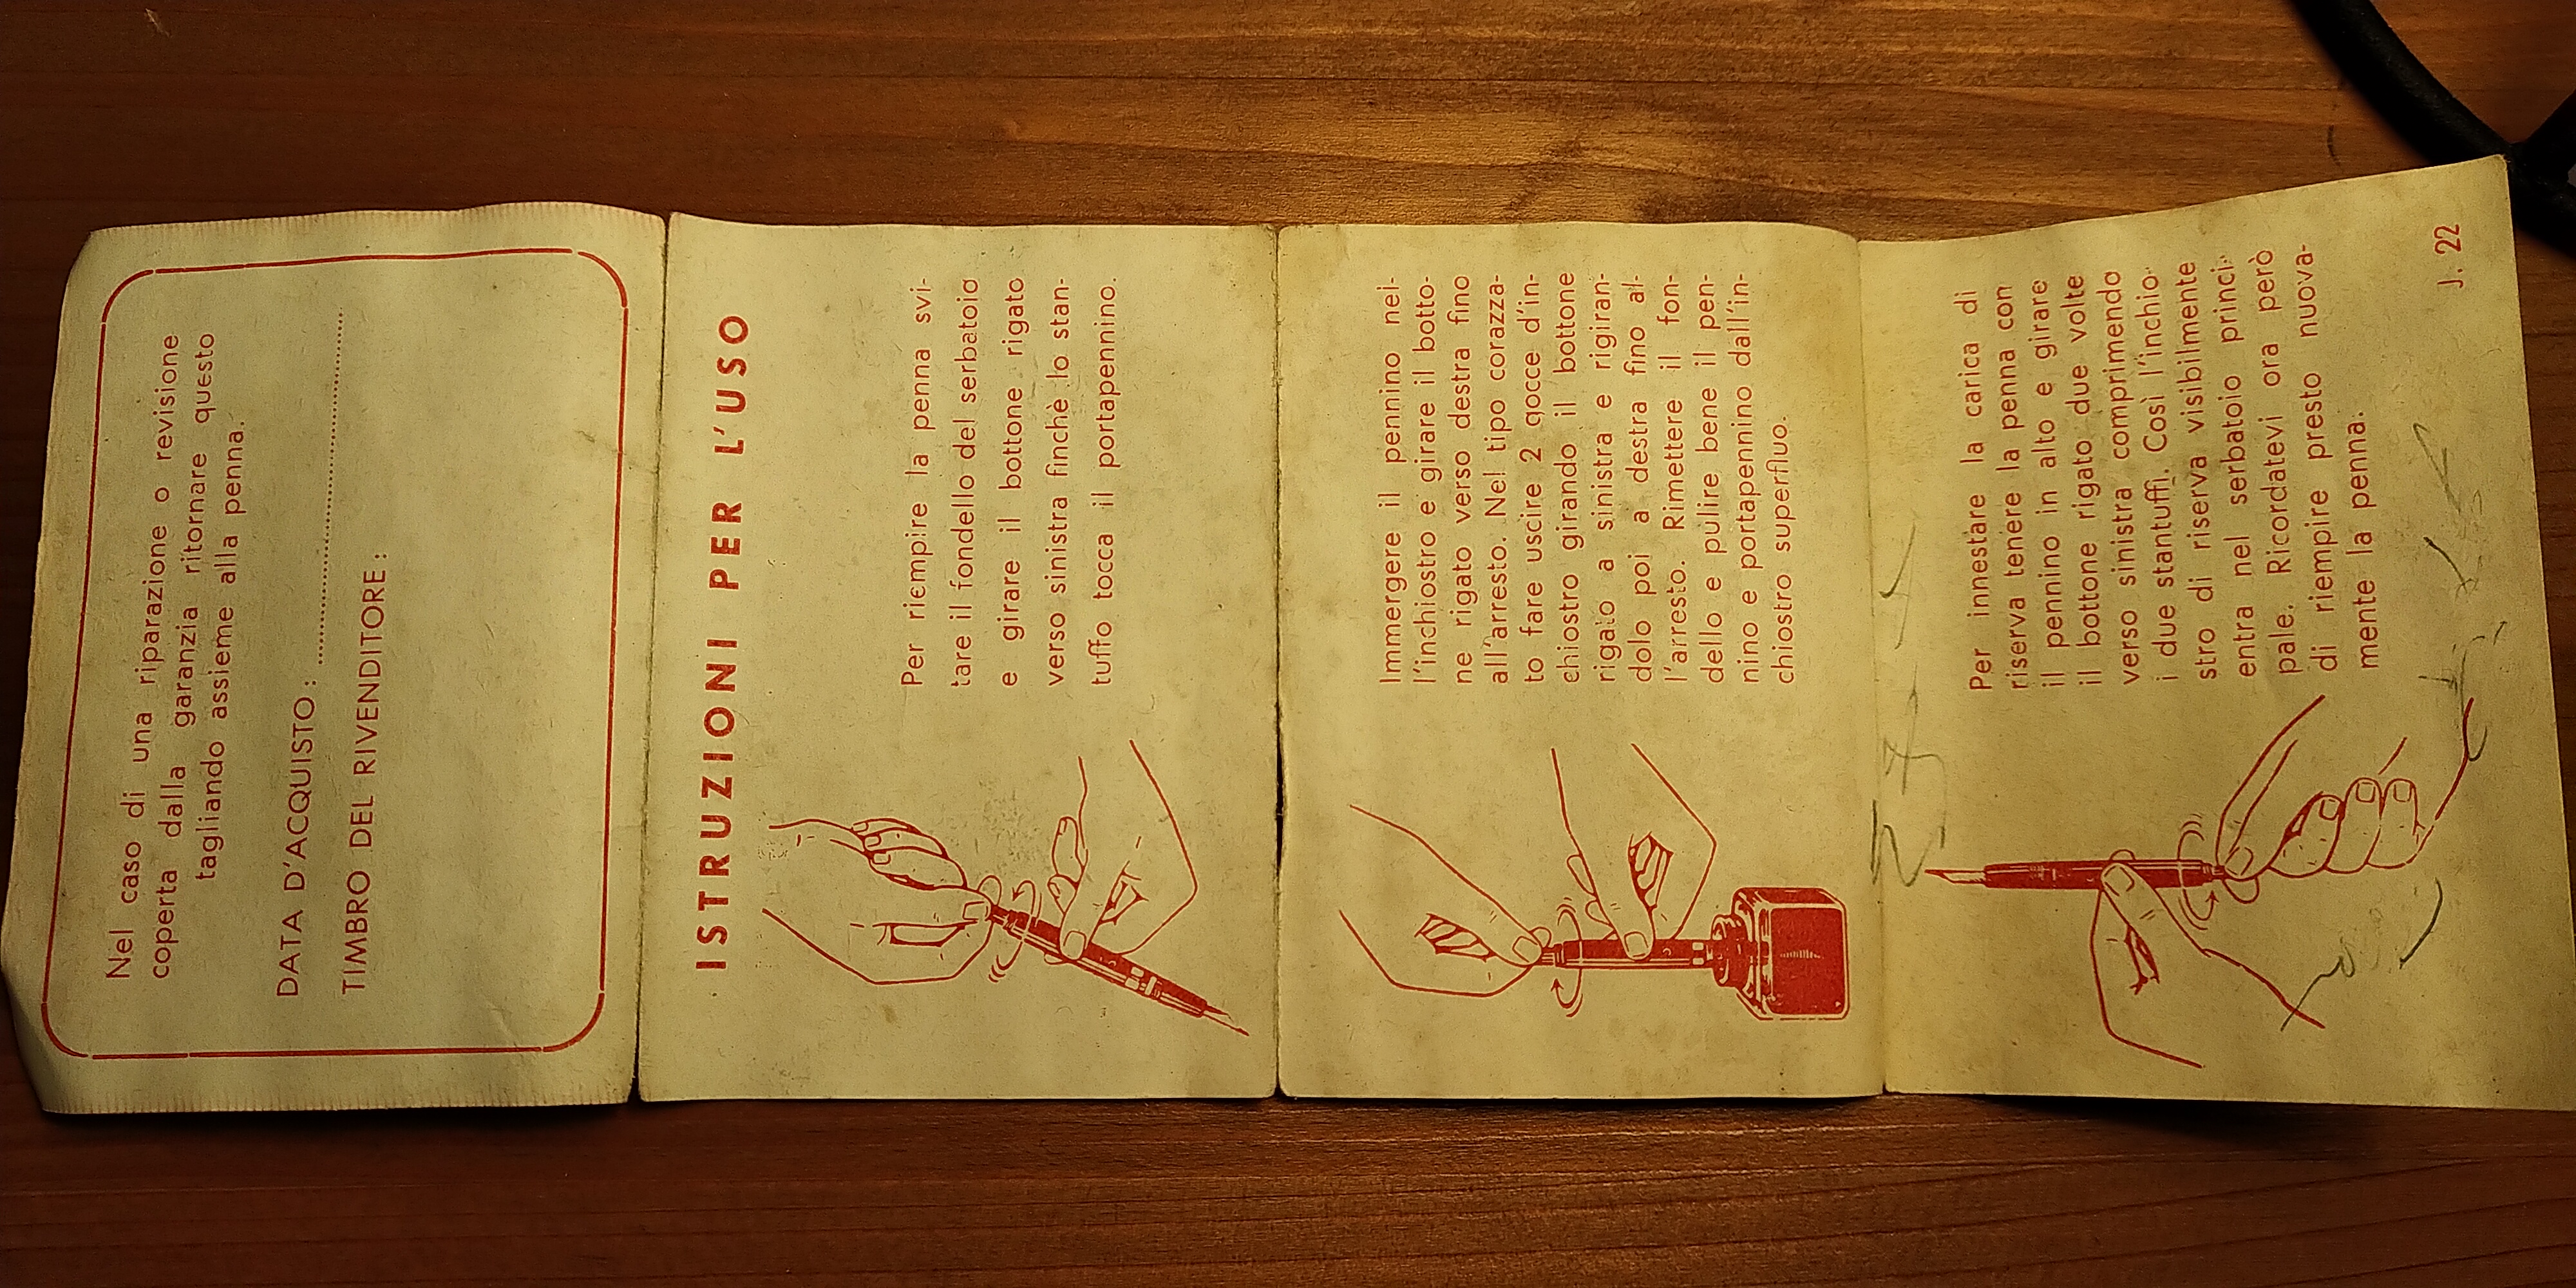 Nel caso di una riparazione o revisione
coperta dalla garanzia ritornare questo
tagliando assieme alla penna.
DATA D'ACQUISTO :
TIMBRO DEL RIVENDITORE :
ISTRUZIONI PER L'USO
Per riempire la penna svi-
tare il fondello del serbatoio
e girare il bottone rigato
verso sinistra finchè lo stan-
tuffo tocca il portapennino.
Immergere il pennino nel-
l'inchiostro e girare il botto-
ne rigato verso destra fino
all'arresto. Nel tipo corazza-
to fare uscire 2 gocce d'in-
chiostro girando il bottone
rigato a sinistra e rigiran-
dolo poi a destra fino al-
l'arresto. Rimettere il fon-
dello e pulire bene il pen-
nino e portapennino dall'in-
chiostro superfluo.
Per innestare la carica di
riserva tenere la penna con
il pennino in alto e girare
il bottone rigato due volte
verso sinistra comprimendo
i due stantuffi. Così l'inchio-
stro di riserva visibilmente
entra nel serbatoio princi-
pale. Ricordatevi ora però
di riempire presto nuova-
mente la penna.
J. 22